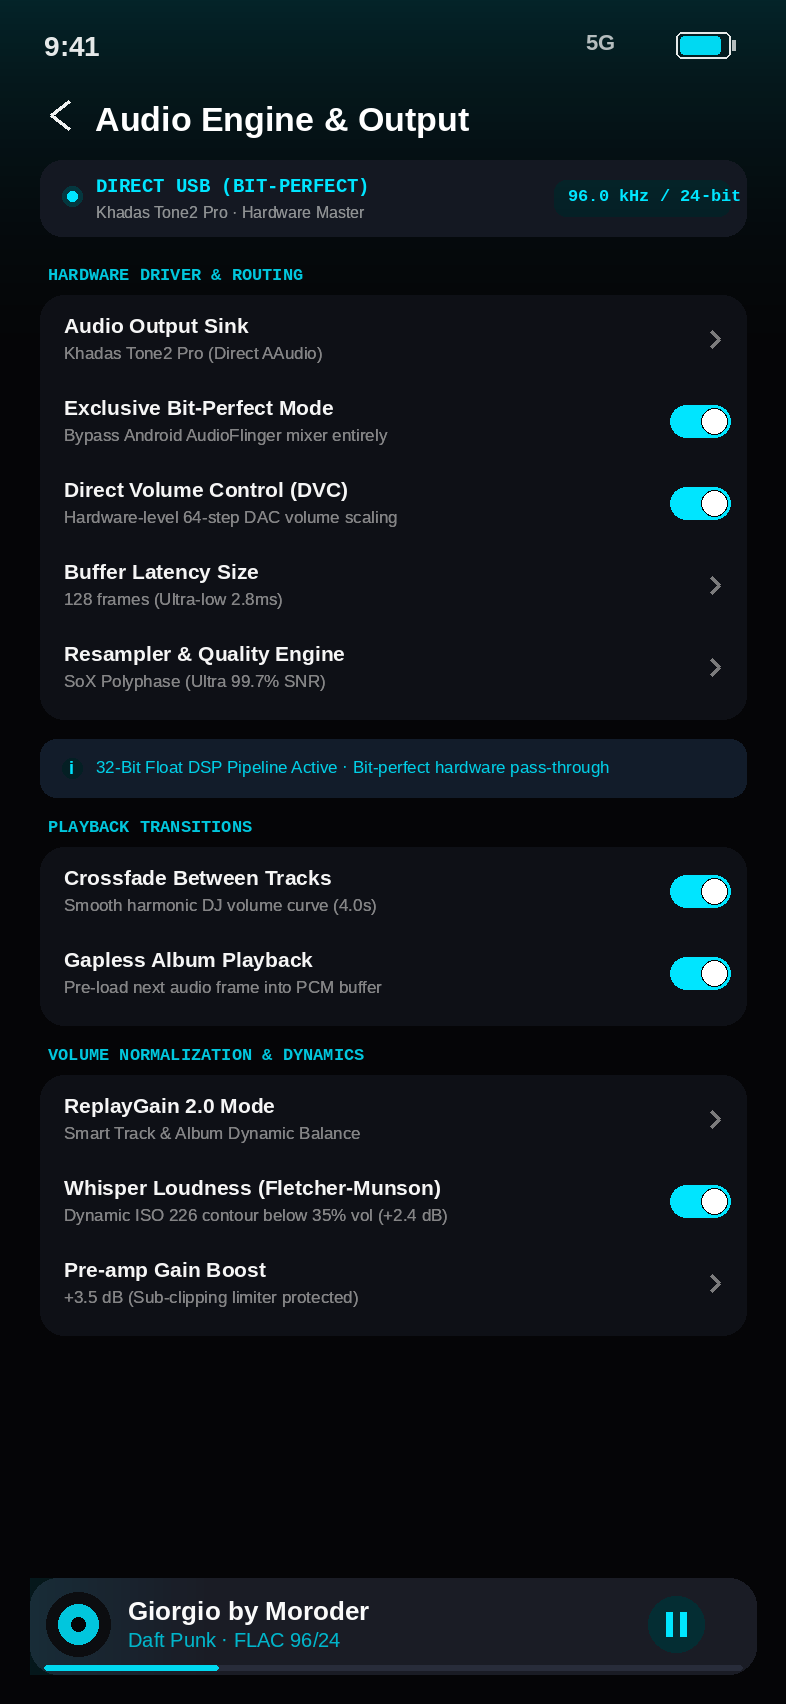 9:41
5G
Audio Engine & Output
DIRECT USB (BIT-PERFECT)
96.0 kHz / 24-bit
Khadas Tone2 Pro · Hardware Master
HARDWARE DRIVER & ROUTING
Audio Output Sink
Khadas Tone2 Pro (Direct AAudio)
Exclusive Bit-Perfect Mode
Bypass Android AudioFlinger mixer entirely
Direct Volume Control (DVC)
Hardware-level 64-step DAC volume scaling
Buffer Latency Size
128 frames (Ultra-low 2.8ms)
Resampler & Quality Engine
SoX Polyphase (Ultra 99.7% SNR)
i
32-Bit Float DSP Pipeline Active · Bit-perfect hardware pass-through
PLAYBACK TRANSITIONS
Crossfade Between Tracks
Smooth harmonic DJ volume curve (4.0s)
Gapless Album Playback
Pre-load next audio frame into PCM buffer
VOLUME NORMALIZATION & DYNAMICS
ReplayGain 2.0 Mode
Smart Track & Album Dynamic Balance
Whisper Loudness (Fletcher-Munson)
Dynamic ISO 226 contour below 35% vol (+2.4 dB)
Pre-amp Gain Boost
+3.5 dB (Sub-clipping limiter protected)
Giorgio by Moroder
Daft Punk · FLAC 96/24